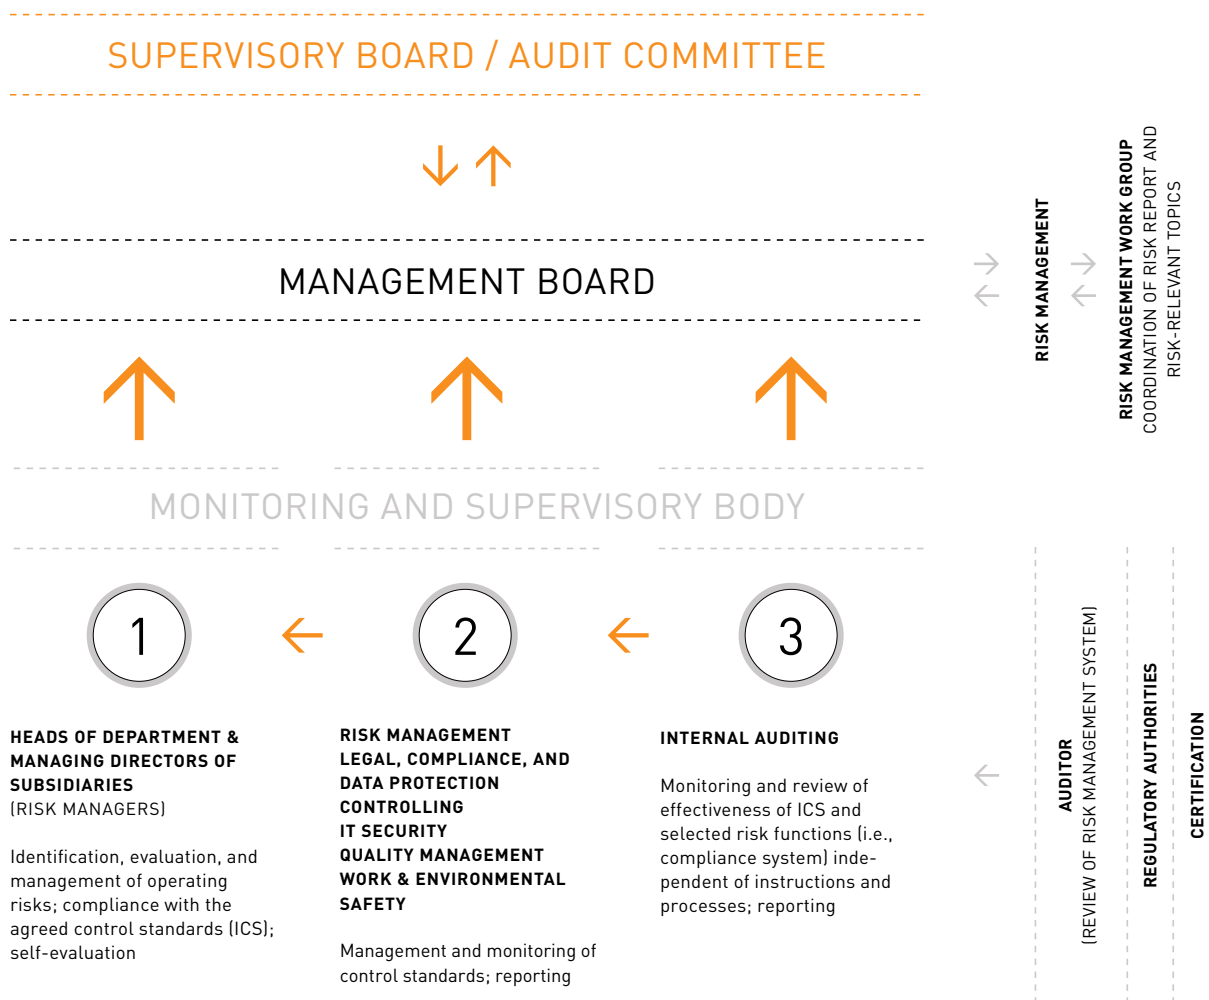 SUPERVISORY BOARD / AUDIT COMMITTEE
MANAGEMENT BOARD
RISK MANAGEMENT
RISK MANAGEMENT WORK GROUP
COORDINATION OF RISK REPORT AND
RISK-RELEVANT TOPICS
MONITORING AND SUPERVISORY BODY
1
HEADS OF DEPARTMENT &
MANAGING DIRECTORS OF
SUBSIDIARIES
(RISK MANAGERS)
Identification, evaluation, and
management of operating
risks; compliance with the
agreed control standards (ICS);
self-evaluation
2
RISK MANAGEMENT
LEGAL, COMPLIANCE, AND
DATA PROTECTION
CONTROLLING
IT SECURITY
QUALITY MANAGEMENT
WORK & ENVIRONMENTAL
SAFETY
Management and monitoring of
control standards; reporting
3
INTERNAL AUDITING
Monitoring and review of
effectiveness of ICS and
selected risk functions (i.e.,
compliance system) inde-
pendent of instructions and
processes; reporting
AUDITOR
(REVIEW OF RISK MANAGEMENT SYSTEM)
REGULATORY AUTHORITIES
CERTIFICATION